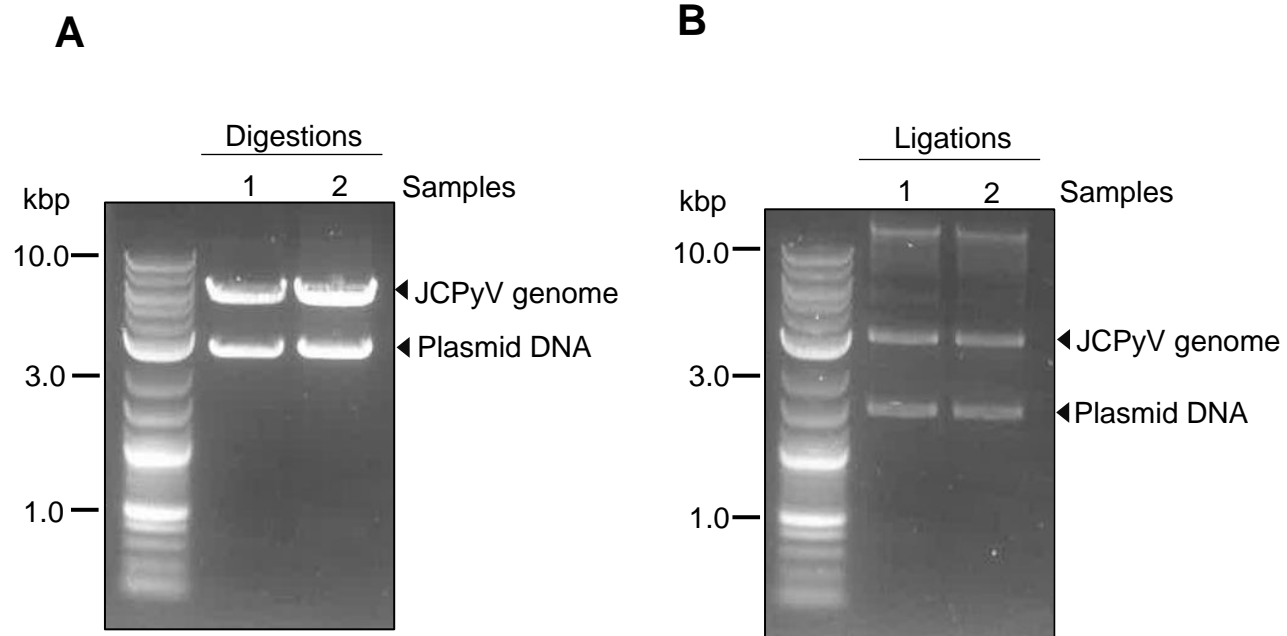 A
Digestions
kbp
1 2 Samples
10.0
JCPyV genome
Plasmid DNA
3.0
1.0
B
Ligations
kbp
1 2 Samples
10.0
JCPyV genome
3.0
Plasmid DNA
1.0